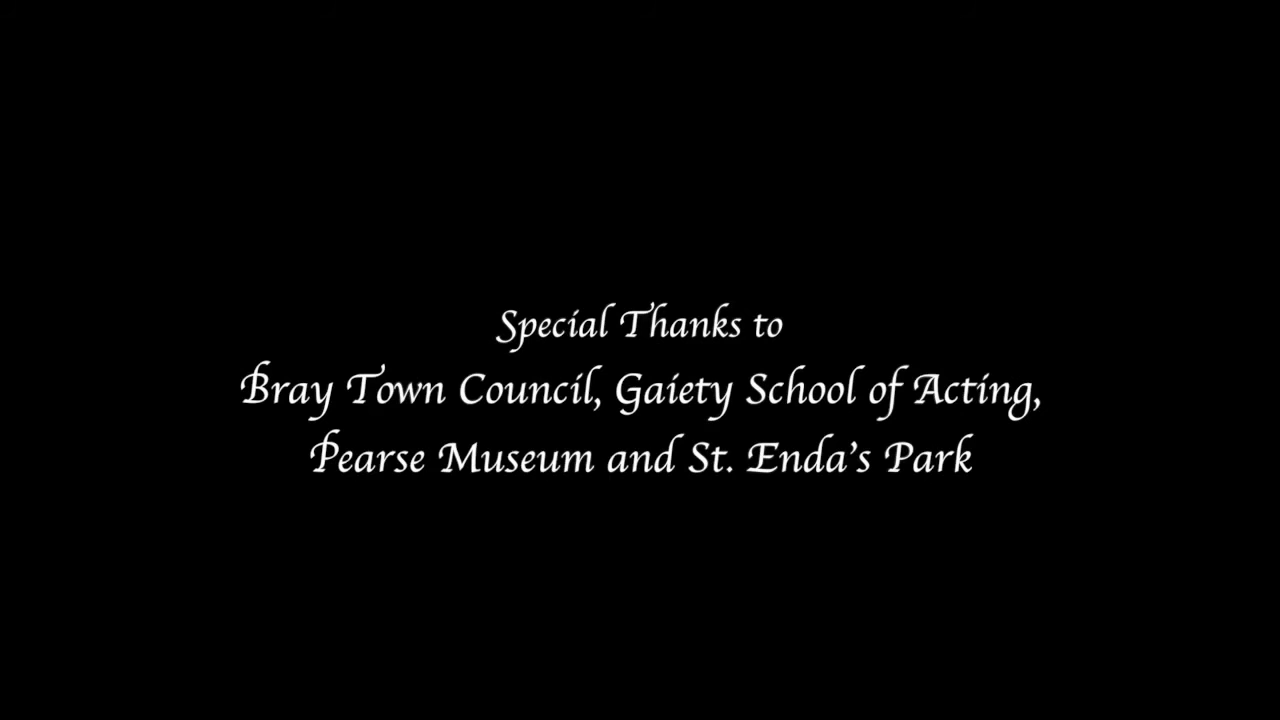 Special Thanks to
Bray Town Council, Gaiety School of Acting,
Pearse Museum and St. Enda's Park